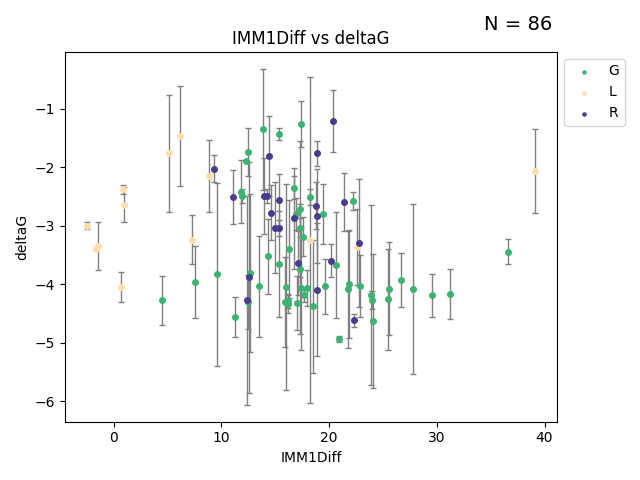 N = 86
IMM1Diff vs deltaG
G
L
R
−1
−2
−3
−4
−5
−6
deltaG
0 10 20 30 40
IMM1Diff